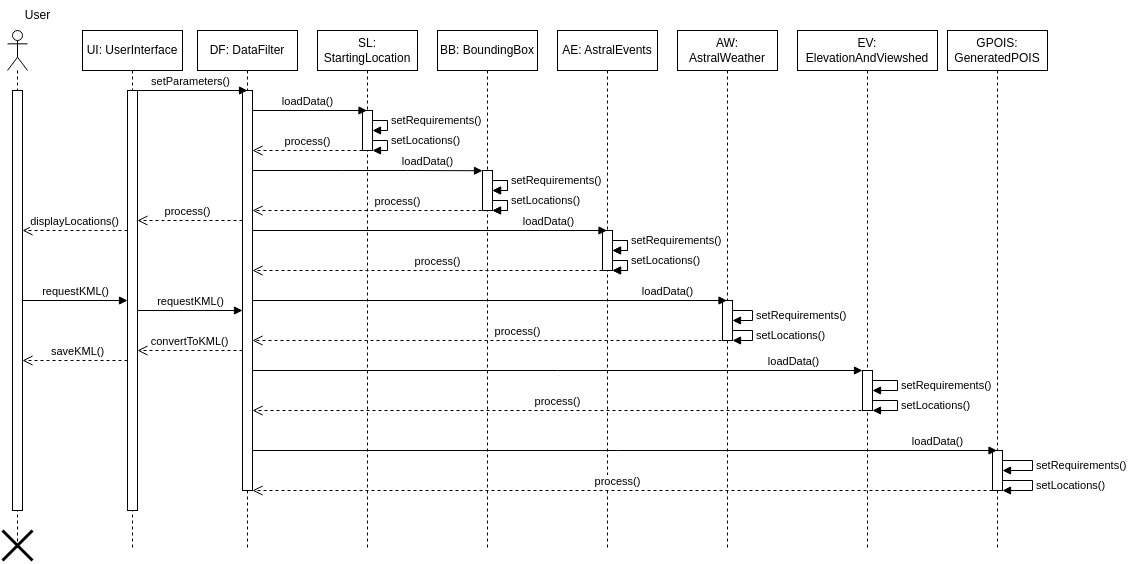 User
UI: UserInterface
DF: DataFilter
SL:
StartingLocation
BB: BoundingBox
AE: AstralEvents
AW:
AstralWeather
EV:
ElevationAndViewshed
GPOIS:
GeneratedPOIS
setParameters()
loadData()
setRequirements()
process()
setLocations()
loadData()
setRequirements()
process()
setLocations()
process()
displayLocations()
loadData()
setRequirements()
process()
setLocations()
requestKML()
requestKML()
loadData()
setRequirements()
process()
setLocations()
convertToKML()
saveKML()
loadData()
setRequirements()
process()
setLocations()
loadData()
setRequirements()
process()
setLocations()